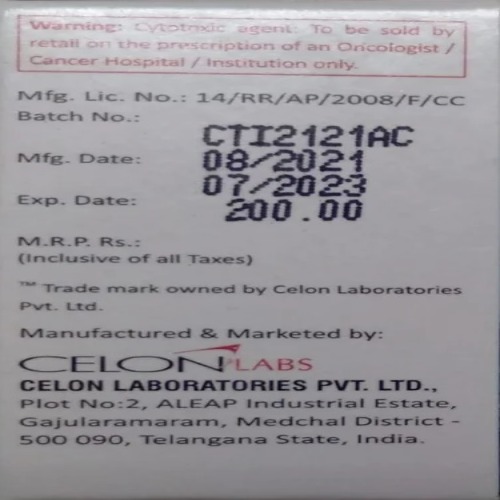 Warning: Cytotoxic agent. To be sold by
retail on the prescription of an Oncologist /
Cancer Hospital / Institution only.
Mfg. Lic. No.: 14/RR/AP/2008/F/CC
Batch No.: CTI2121AC
Mfg. Date: 08/2021
Exp. Date: 07/2023
M.R.P. Rs.: 200.00
(Inclusive of all Taxes)
™ Trade mark owned by Celon Laboratories
Pvt. Ltd.
Manufactured & Marketed by:
CELON LABS
CELON LABORATORIES PVT. LTD.,
Plot No:2, ALEAP Industrial Estate,
Gajularamaram, Medchal District -
500 090, Telangana State, India.